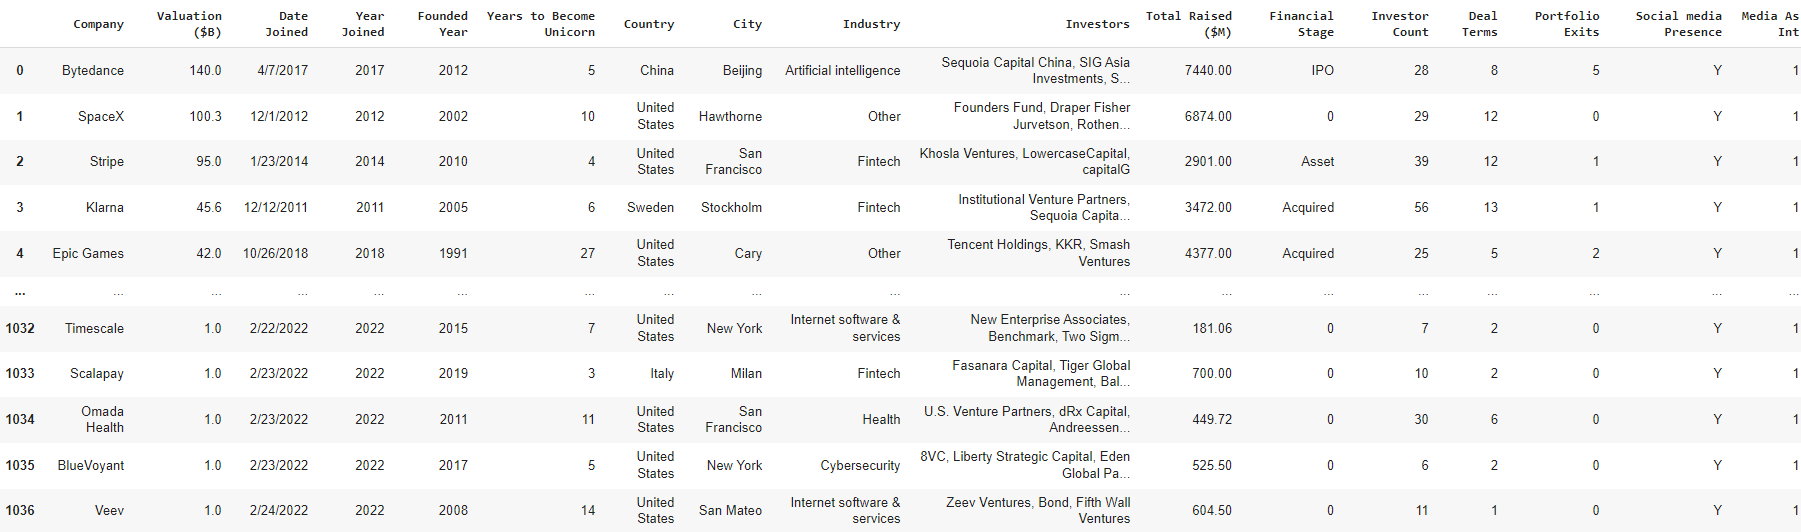 Company Valuation ($B) Date Joined Year Joined Founded Year Years to Become Unicorn Country City Industry Investors Total Raised ($M) Financial Stage Investor Count Deal Terms Portfolio Exits Social media Presence Media As Int
0 Bytedance 140.0 4/7/2017 2017 2012 5 China Beijing Artificial intelligence Sequoia Capital China, SIG Asia Investments, S... 7440.00 IPO 28 8 5 Y 1
1 SpaceX 100.3 12/1/2012 2012 2002 10 United States Hawthorne Other Founders Fund, Draper Fisher Jurvetson, Rothen... 6874.00 0 29 12 0 Y 1
2 Stripe 95.0 1/23/2014 2014 2010 4 United States San Francisco Fintech Khosla Ventures, LowercaseCapital, capitalG 2901.00 Asset 39 12 1 Y 1
3 Klarna 45.6 12/12/2011 2011 2005 6 Sweden Stockholm Fintech Institutional Venture Partners, Sequoia Capita... 3472.00 Acquired 56 13 1 Y 1
4 Epic Games 42.0 10/26/2018 2018 1991 27 United States Cary Other Tencent Holdings, KKR, Smash Ventures 4377.00 Acquired 25 5 2 Y 1
... ... ... ... ... ... ... ... ... ... ... ... ... ... ... ... ... ...
1032 Timescale 1.0 2/22/2022 2022 2015 7 United States New York Internet software & services New Enterprise Associates, Benchmark, Two Sigm... 181.06 0 7 2 0 Y 1
1033 Scalapay 1.0 2/23/2022 2022 2019 3 Italy Milan Fintech Fasanara Capital, Tiger Global Management, Bal... 700.00 0 10 2 0 Y 1
1034 Omada Health 1.0 2/23/2022 2022 2011 11 United States San Francisco Health U.S. Venture Partners, dRx Capital, Andreessen... 449.72 0 30 6 0 Y 1
1035 BlueVoyant 1.0 2/23/2022 2022 2017 5 United States New York Cybersecurity 8VC, Liberty Strategic Capital, Eden Global Pa... 525.50 0 6 2 0 Y 1
1036 Veev 1.0 2/24/2022 2022 2008 14 United States San Mateo Internet software & services Zeev Ventures, Bond, Fifth Wall Ventures 604.50 0 11 1 0 Y 1